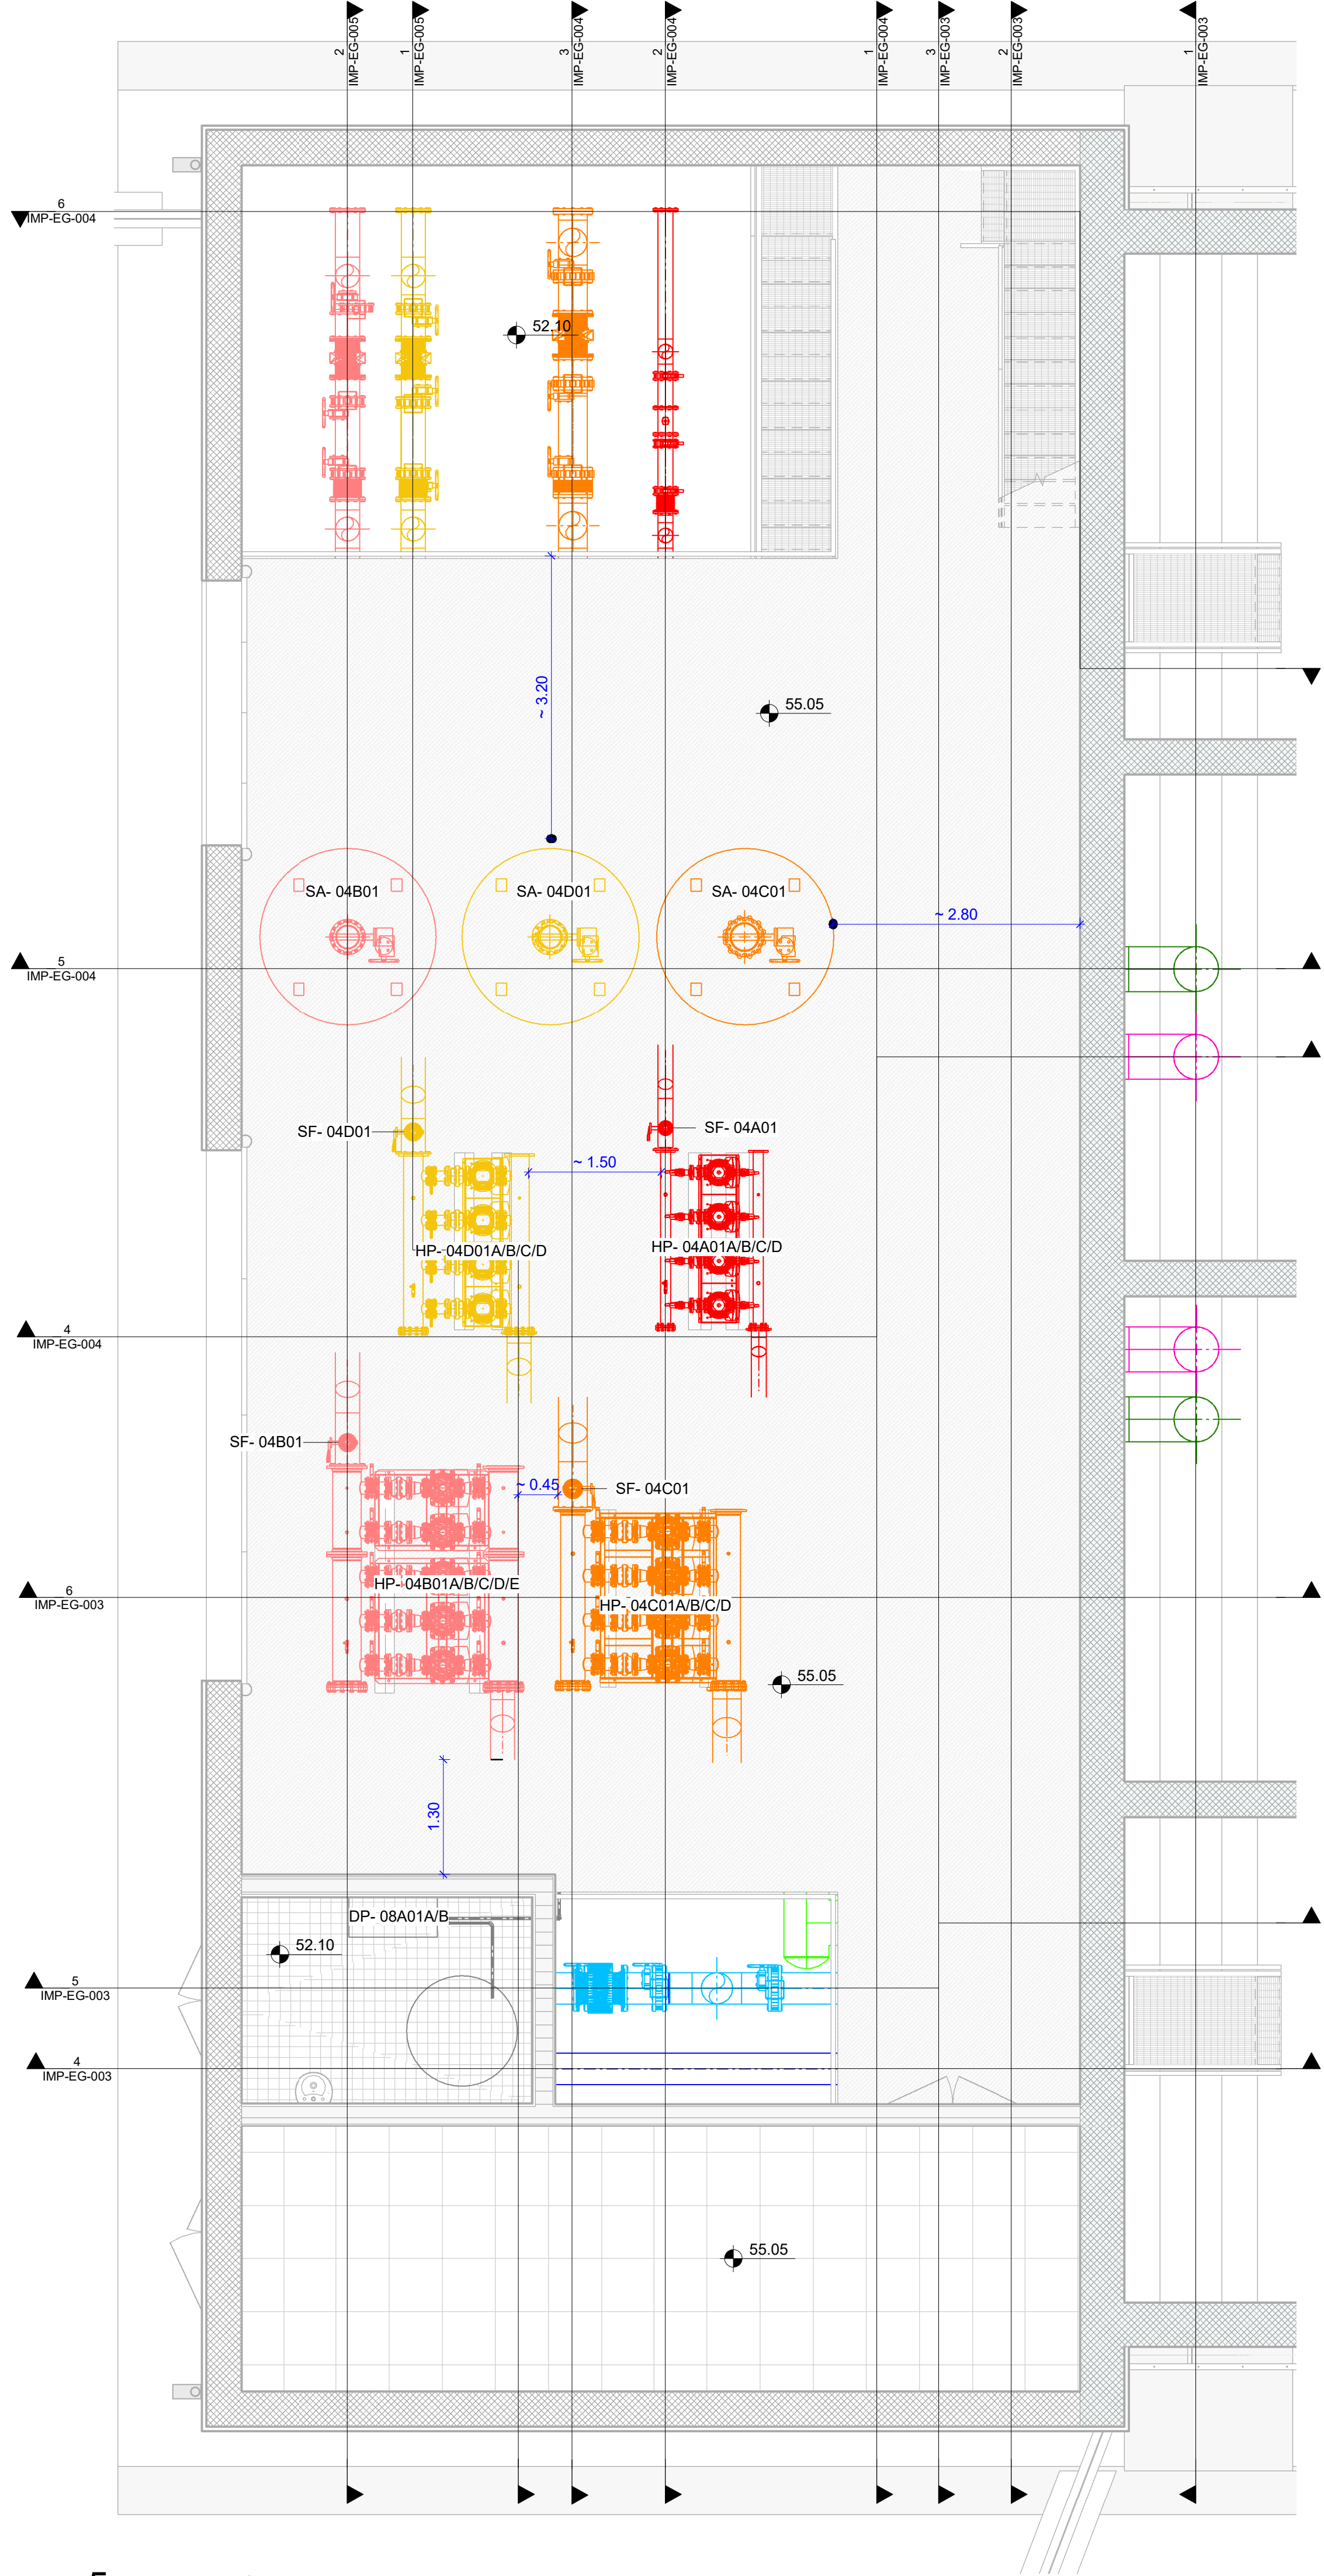 2
IMP-EG-005
1
IMP-EG-005
3
IMP-EG-004
2
IMP-EG-004
1
IMP-EG-004
3
IMP-EG-003
2
IMP-EG-003
1
IMP-EG-003
6
IMP-EG-004
52.10
~ 3.20
55.05
SA- 04B01
SA- 04D01
SA- 04C01
~ 2.80
5
IMP-EG-004
SF- 04D01
SF- 04A01
~ 1.50
HP- 04D01A/B/C/D
HP- 04A01A/B/C/D
4
IMP-EG-004
SF- 04B01
~ 0.45
SF- 04C01
HP- 04B01A/B/C/D/E
6
IMP-EG-003
HP- 04C01A/B/C/D
55.05
1.30
DP- 08A01A/B
52.10
5
IMP-EG-003
4
IMP-EG-003
55.05